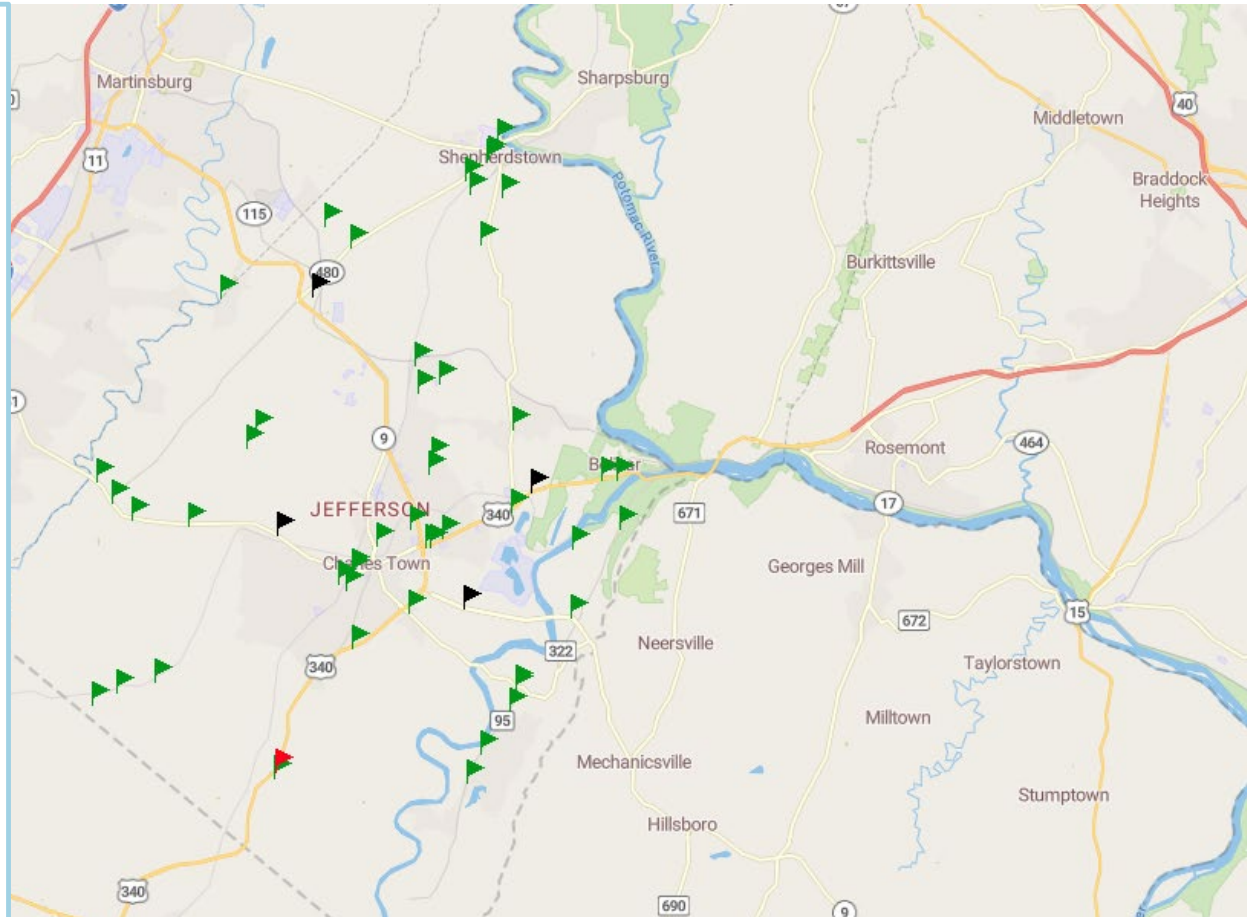 67
Sharpsburg
Martinsburg
40
Middletown
11
Shepherdstown
Braddock
Heights
Potomac River
115
480
Burkittsville
9
Rosemont
464
JEFFERSON
340
671
17
Charles Town
Georges Mill
15
672
322
Neersville
Taylorstown
340
95
Milltown
Mechanicsville
Stumptown
Hillsboro
340
690
9